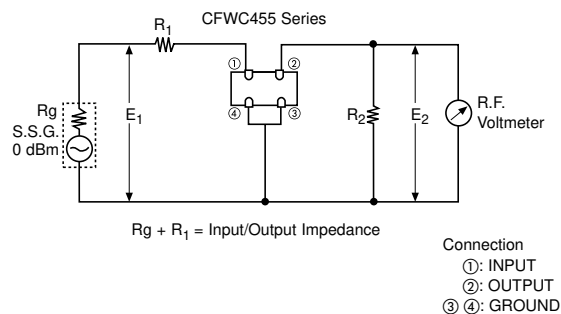 CFWC455 Series
R1
① ②
Rg
S.S.G.
0 dBm
E1
④ ③
R2
E2
R.F.
Voltmeter
Rg + R1 = Input/Output Impedance
Connection
①: INPUT
②: OUTPUT
③ ④: GROUND